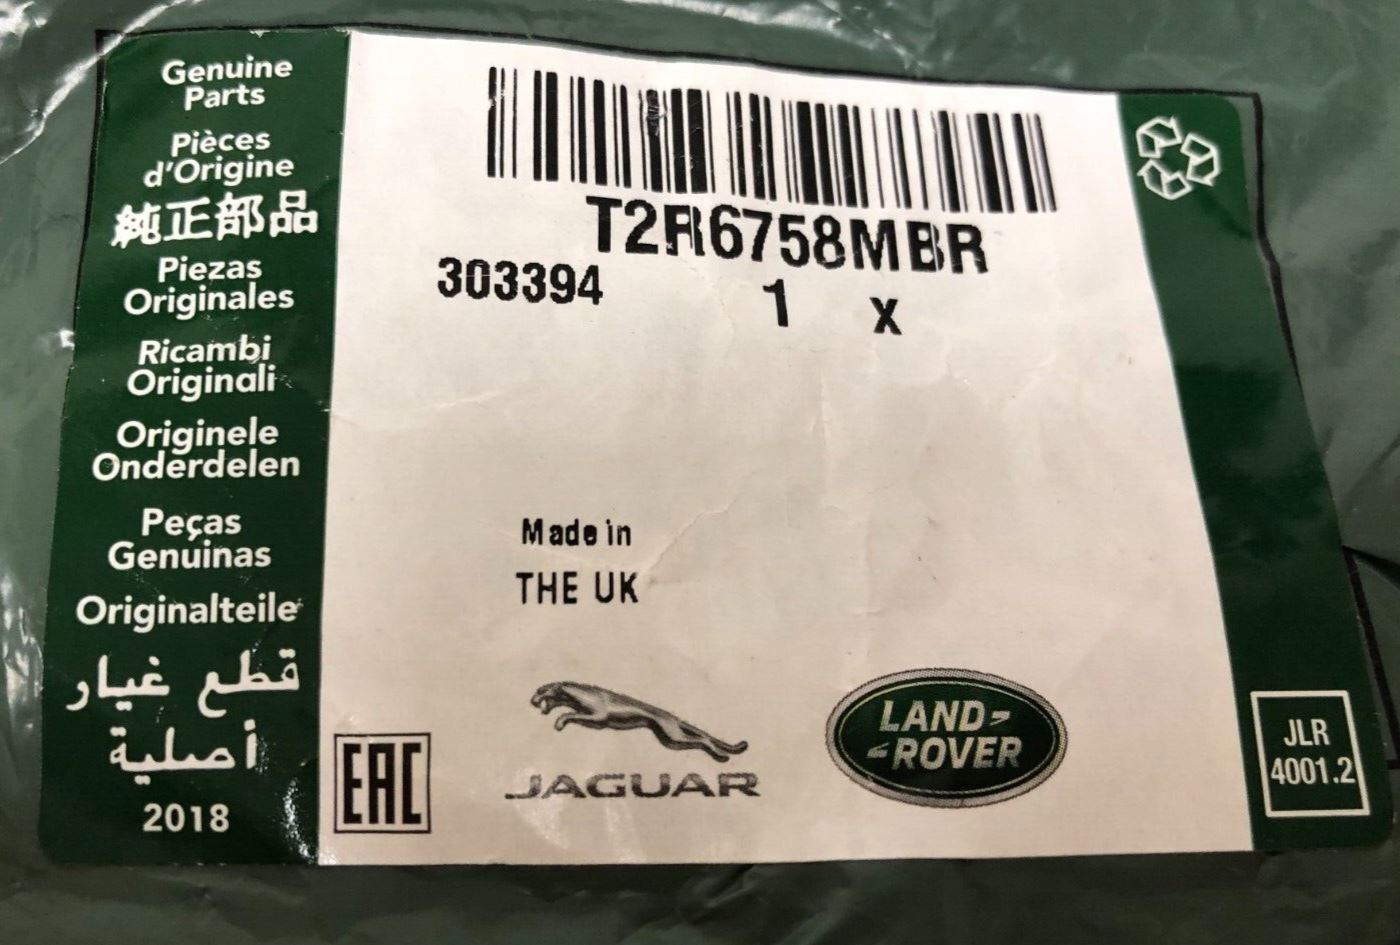 Genuine
Parts
Pièces
d'Origine
純正部品
Piezas
Originales
Ricambi
Originali
Originele
Onderdelen
Peças
Genuinas
Originalteile
قطع غيار
أصلية
2018
T2R6758MBR
303394 1 X
Made in
THE UK
EAC
JAGUAR
LAND-
-ROVER
JLR
4001.2